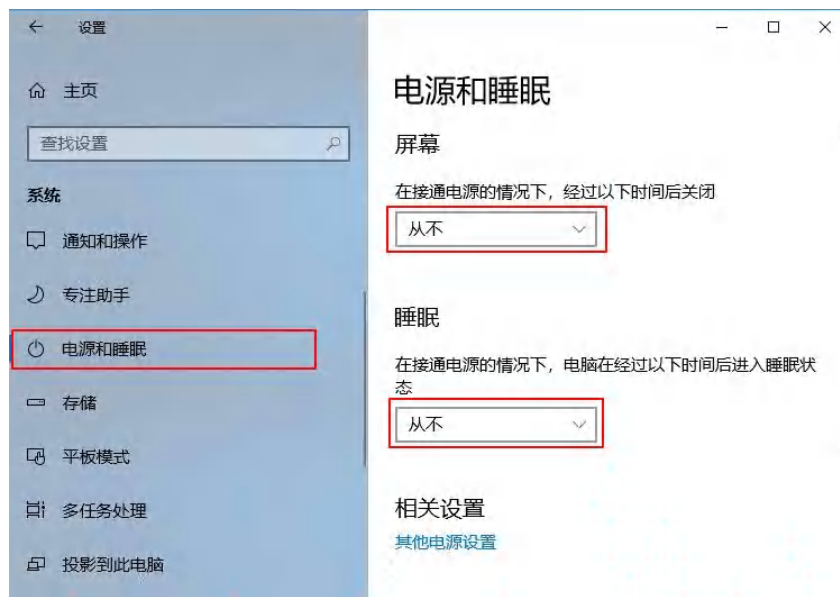 设置
主页
查找设置
系统
通知和操作
专注助手
电源和睡眠
存储
平板模式
多任务处理
投影到此电脑
电源和睡眠
屏幕
在接通电源的情况下，经过以下时间后关闭
从不
睡眠
在接通电源的情况下，电脑在经过以下时间后进入睡眠状
态
从不
相关设置
其他电源设置